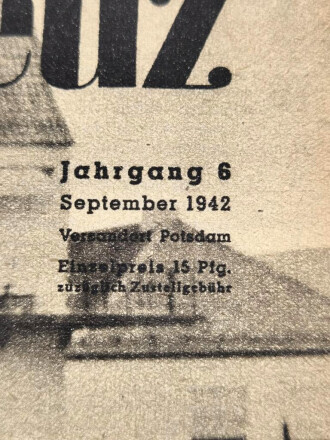 euz
Jahrgang 6
September 1942
Versandort Potsdam
Einzelpreis 15 Pfg.
zuzüglich Zustellgebühr